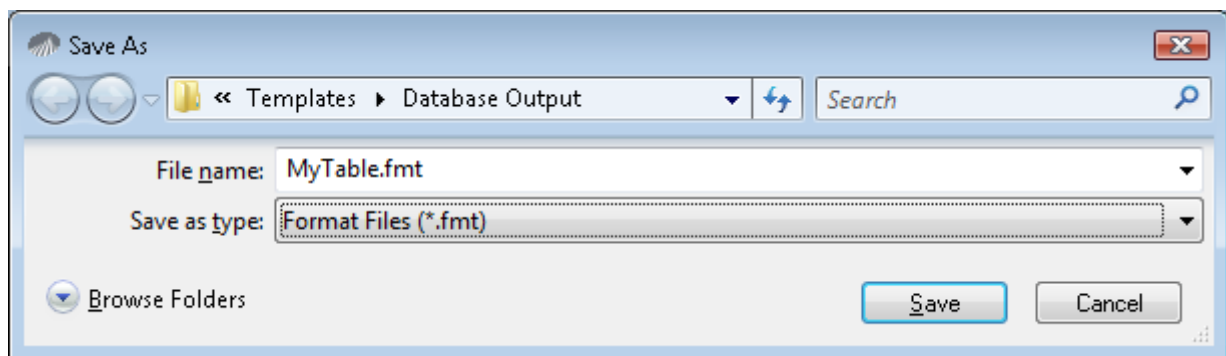 Save As
« Templates ▸ Database Output Search
File name: MyTable.fmt
Save as type: Format Files (*.fmt)
Browse Folders Save Cancel